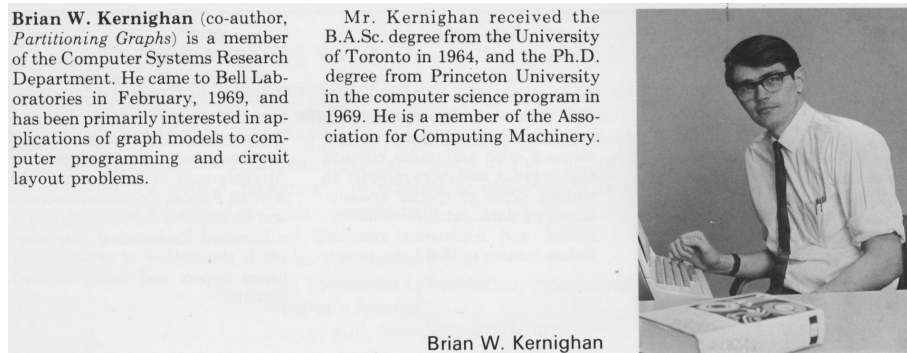 Brian W. Kernighan (co-author,
Partitioning Graphs) is a member
of the Computer Systems Research
Department. He came to Bell Lab-
oratories in February, 1969, and
has been primarily interested in ap-
plications of graph models to com-
puter programming and circuit
layout problems.
Mr. Kernighan received the
B.A.Sc. degree from the University
of Toronto in 1964, and the Ph.D.
degree from Princeton University
in the computer science program in
1969. He is a member of the Asso-
ciation for Computing Machinery.
Brian W. Kernighan